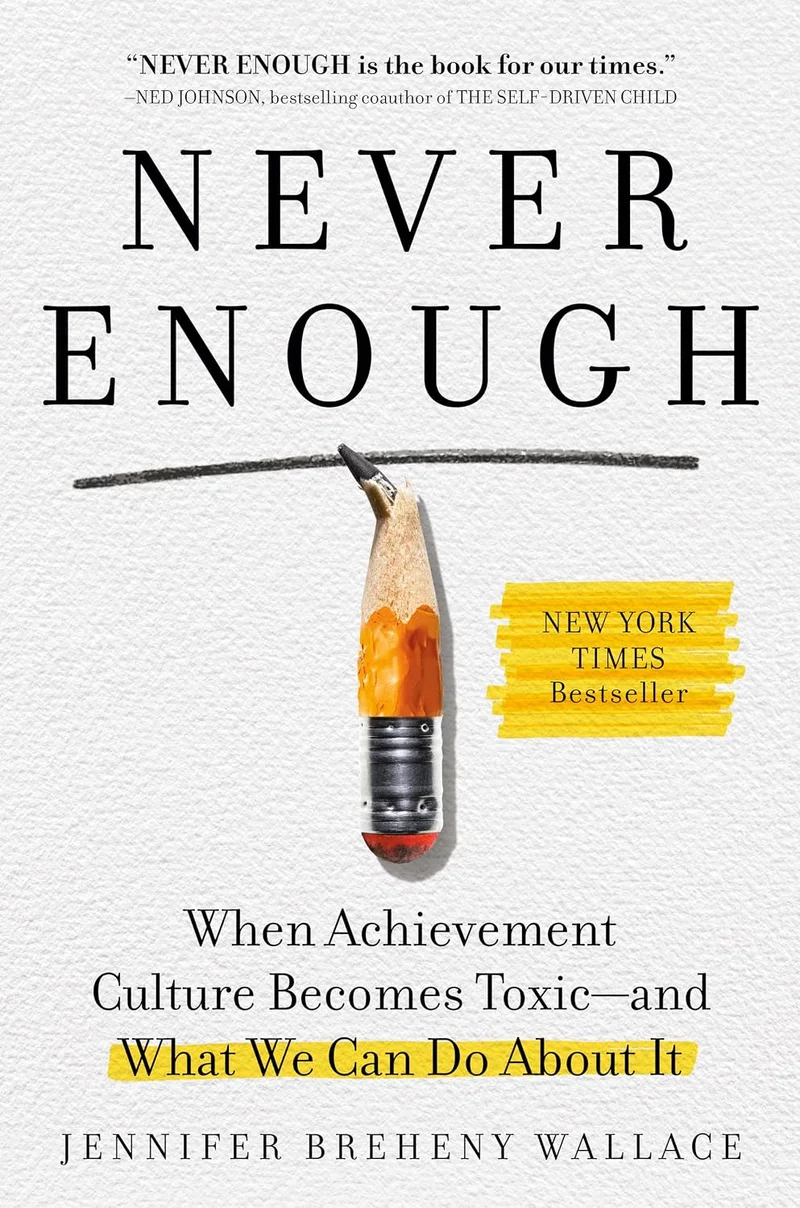 “NEVER ENOUGH is the book for our times.”
—NED JOHNSON, bestselling coauthor of THE SELF-DRIVEN CHILD
NEVER
ENOUGH
NEW YORK
TIMES
Bestseller
When Achievement
Culture Becomes Toxic—and
What We Can Do About It
JENNIFER BREHENY WALLACE